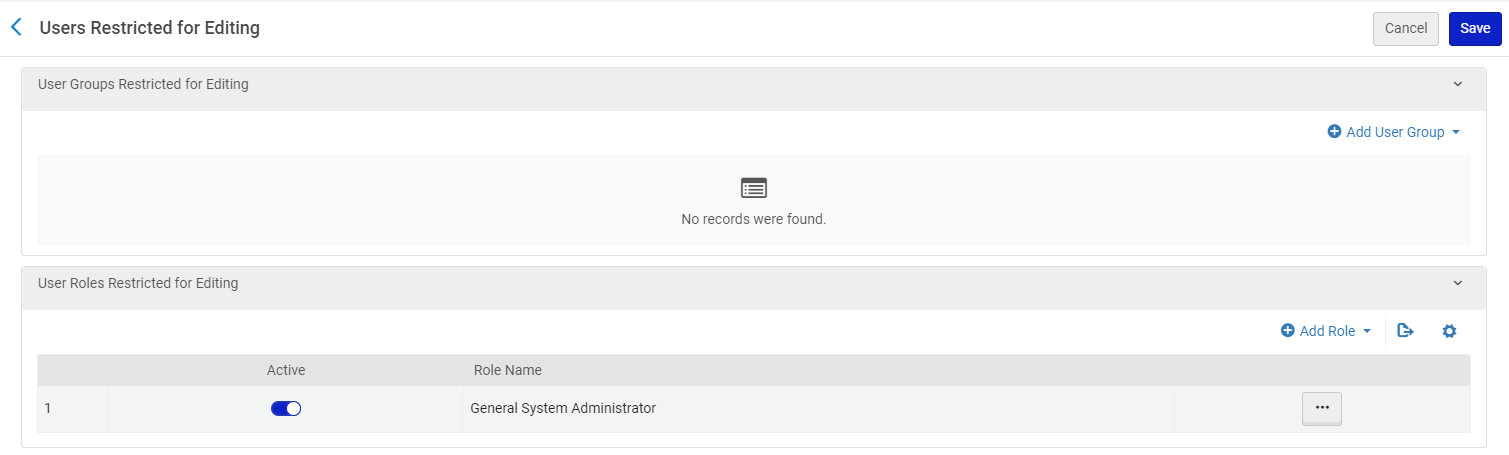 Users Restricted for Editing
Cancel
Save
User Groups Restricted for Editing
Add User Group
No records were found.
User Roles Restricted for Editing
Add Role
Active
Role Name
1
General System Administrator